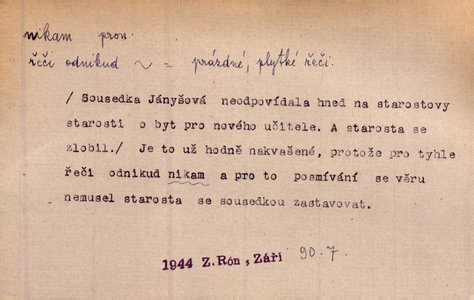 nikam pron.
řeči odnikud ~ = prázdné, plytké řeči.
/ Sousedka Jányšová neodpovídala hned na starostovy
starosti o byt pro nového učitele. A starosta se
zlobil./ Je to už hodně nakvašené, protože pro tyhle
řeči odnikud nikam a pro to posmívání se věru
nemusel starosta se sousedkou zastavovat.
1944 Z.Rón, Září 90.7.